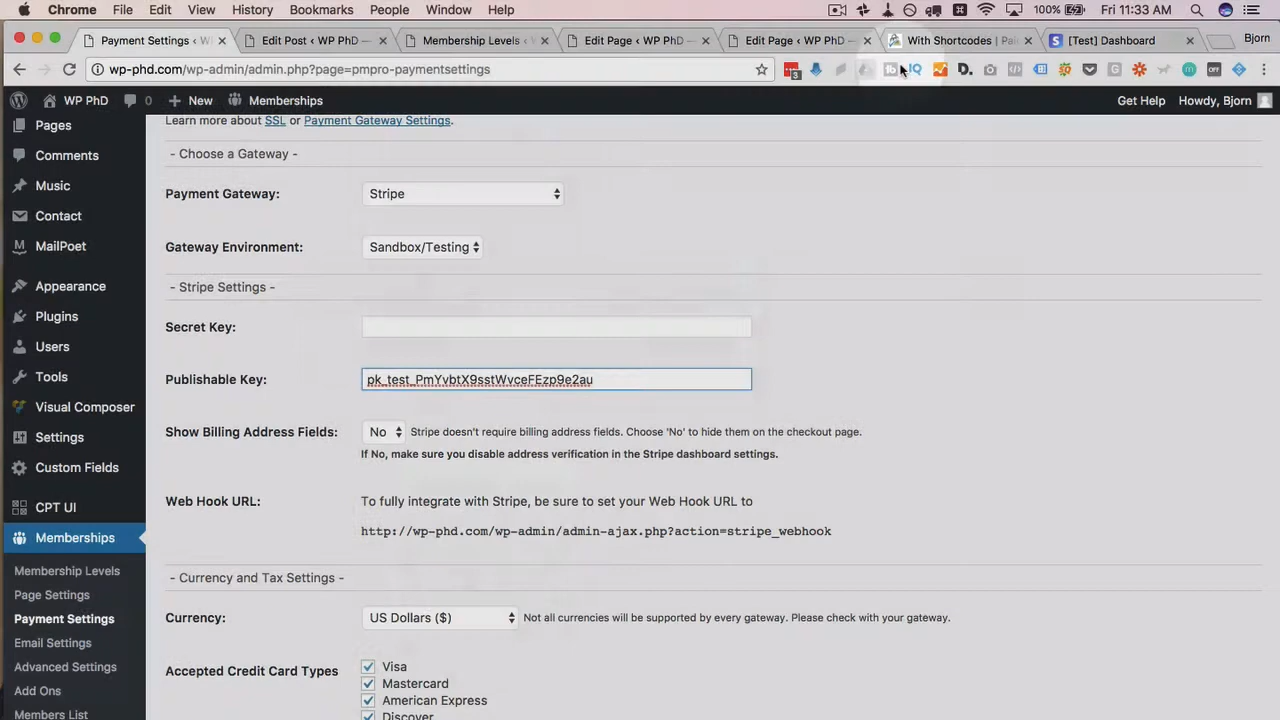 Chrome File Edit View History Bookmarks People Window Help 100% Fri 11:33AM
Payment Settings ‹ W Edit Post ‹ WP PhD Membership Levels ‹ W Edit Page ‹ WP PhD Edit Page ‹ WP PhD With Shortcodes | Pai [Test] Dashboard Bjorn
wp-phd.com/wp-admin/admin.php?page=pmpro-paymentsettings
WP PhD 0 New Memberships Get Help Howdy, Bjorn
Pages
Comments
Music
Contact
MailPoet
Appearance
Plugins
Users
Tools
Visual Composer
Settings
Custom Fields
CPT UI
Memberships
Membership Levels
Page Settings
Payment Settings
Email Settings
Advanced Settings
Add Ons
Members List
Learn more about SSL or Payment Gateway Settings.
- Choose a Gateway -
Payment Gateway: Stripe
Gateway Environment: Sandbox/Testing
- Stripe Settings -
Secret Key:
Publishable Key: pk_test_PmYvbtX9sstWvceFEzp9e2au
Show Billing Address Fields: No Stripe doesn't require billing address fields. Choose 'No' to hide them on the checkout page.
If No, make sure you disable address verification in the Stripe dashboard settings.
Web Hook URL: To fully integrate with Stripe, be sure to set your Web Hook URL to
http://wp-phd.com/wp-admin/admin-ajax.php?action=stripe_webhook
- Currency and Tax Settings -
Currency: US Dollars ($) Not all currencies will be supported by every gateway. Please check with your gateway.
Accepted Credit Card Types Visa
Mastercard
American Express
Discover